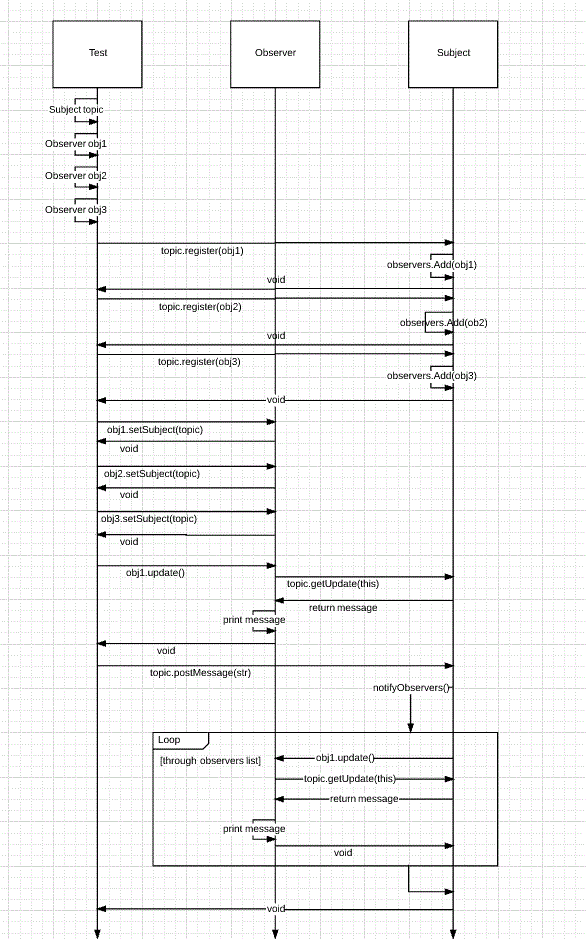 Test
Observer
Subject
Subject topic
Observer obj1
Observer obj2
Observer obj3
topic.register(obj1)
observers.Add(obj1)
void
topic.register(obj2)
observers.Add(ob2)
void
topic.register(obj3)
observers.Add(obj3)
void
obj1.setSubject(topic)
void
obj2.setSubject(topic)
void
obj3.setSubject(topic)
void
obj1.update()
topic.getUpdate(this)
return message
print message
void
topic.postMessage(str)
notifyObservers()
Loop
[through observers list]
obj1.update()
topic.getUpdate(this)
return message
print message
void
void